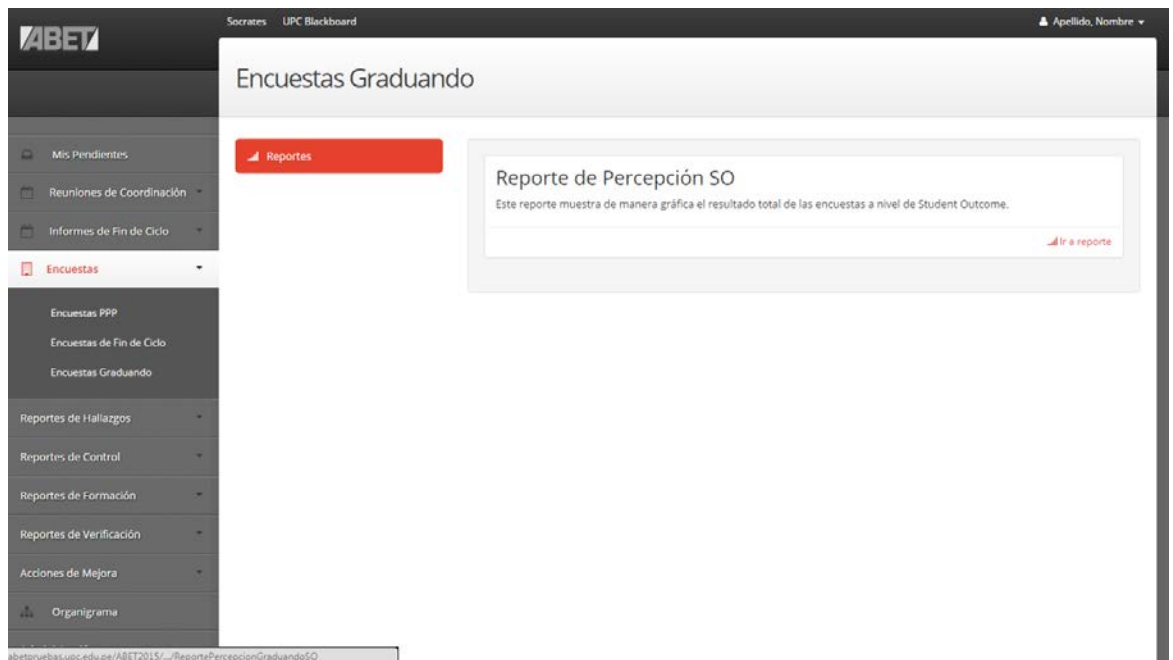 ABET
Socrates UPC Blackboard
Apellido, Nombre
Encuestas Graduando
Mis Pendientes
Reuniones de Coordinación
Informes de Fin de Ciclo
Encuestas
Encuestas PPP
Encuestas de Fin de Ciclo
Encuestas Graduando
Reportes de Hallazgos
Reportes de Control
Reportes de Formación
Reportes de Verificación
Acciones de Mejora
Organigrama
Reportes
Reporte de Percepción SO
Este reporte muestra de manera gráfica el resultado total de las encuestas a nivel de Student Outcome.
Ir a reporte
abetpruebas.upc.edu.pe/ABET2015/.../ReportePercepcionGraduandoSO